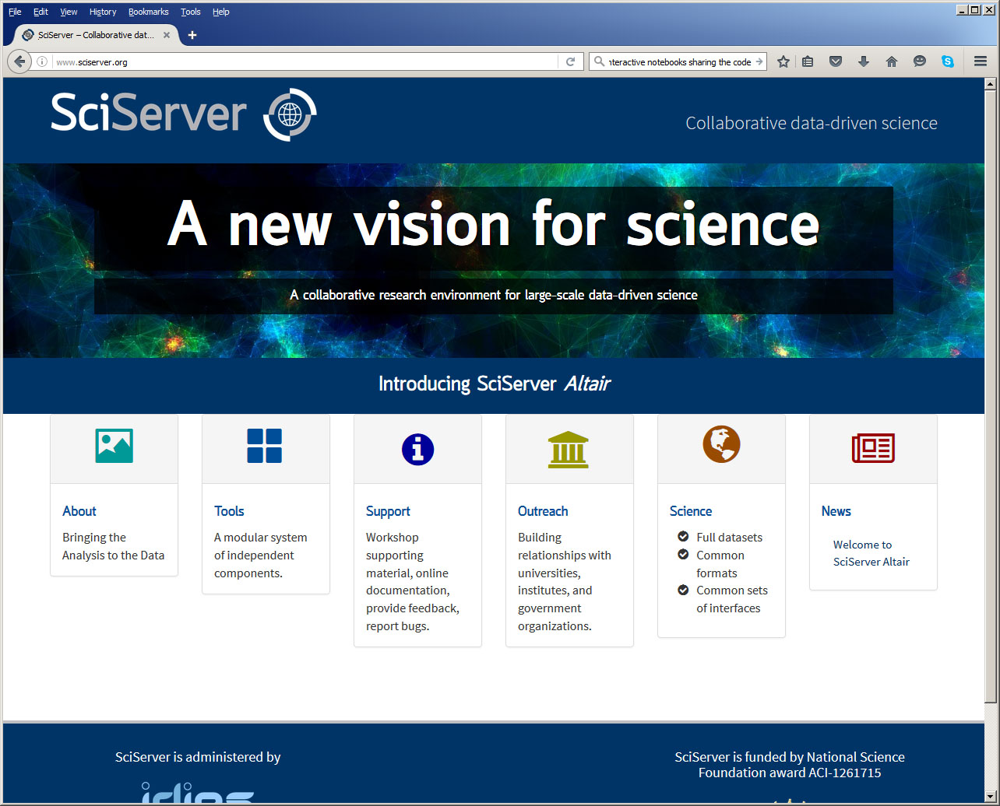 File Edit View History Bookmarks Tools Help
SciServer – Collaborative dat...
www.sciserver.org
nteractive notebooks sharing the code
SciServer
Collaborative data-driven science
A new vision for science
A collaborative research environment for large-scale data-driven science
Introducing SciServer Altair
About
Bringing the
Analysis to the Data
Tools
A modular system
of independent
components.
Support
Workshop
supporting
material, online
documentation,
provide feedback,
report bugs.
Outreach
Building
relationships with
universities,
institutes, and
government
organizations.
Science
Full datasets
Common
formats
Common sets
of interfaces
News
Welcome to
SciServer Altair
SciServer is administered by
SciServer is funded by National Science
Foundation award ACI-1261715